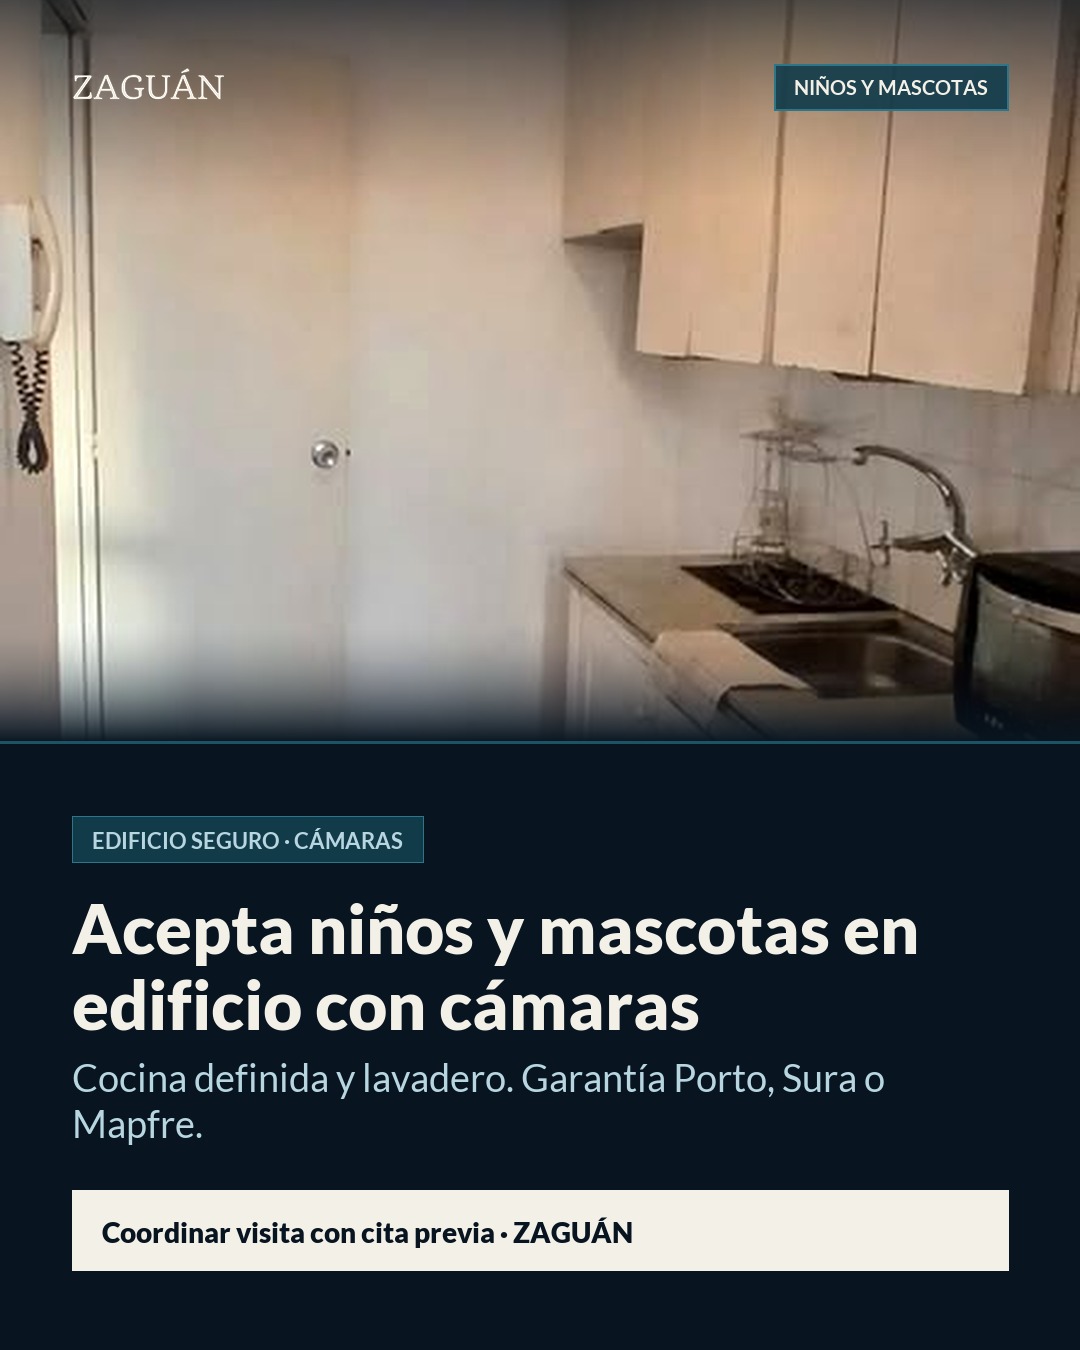 ZAGUÁN
NIÑOS Y MASCOTAS
EDIFICIO SEGURO · CÁMARAS
Acepta niños y mascotas en
edificio con cámaras
Cocina definida y lavadero. Garantía Porto, Sura o
Mapfre.
Coordinar visita con cita previa · ZAGUÁN